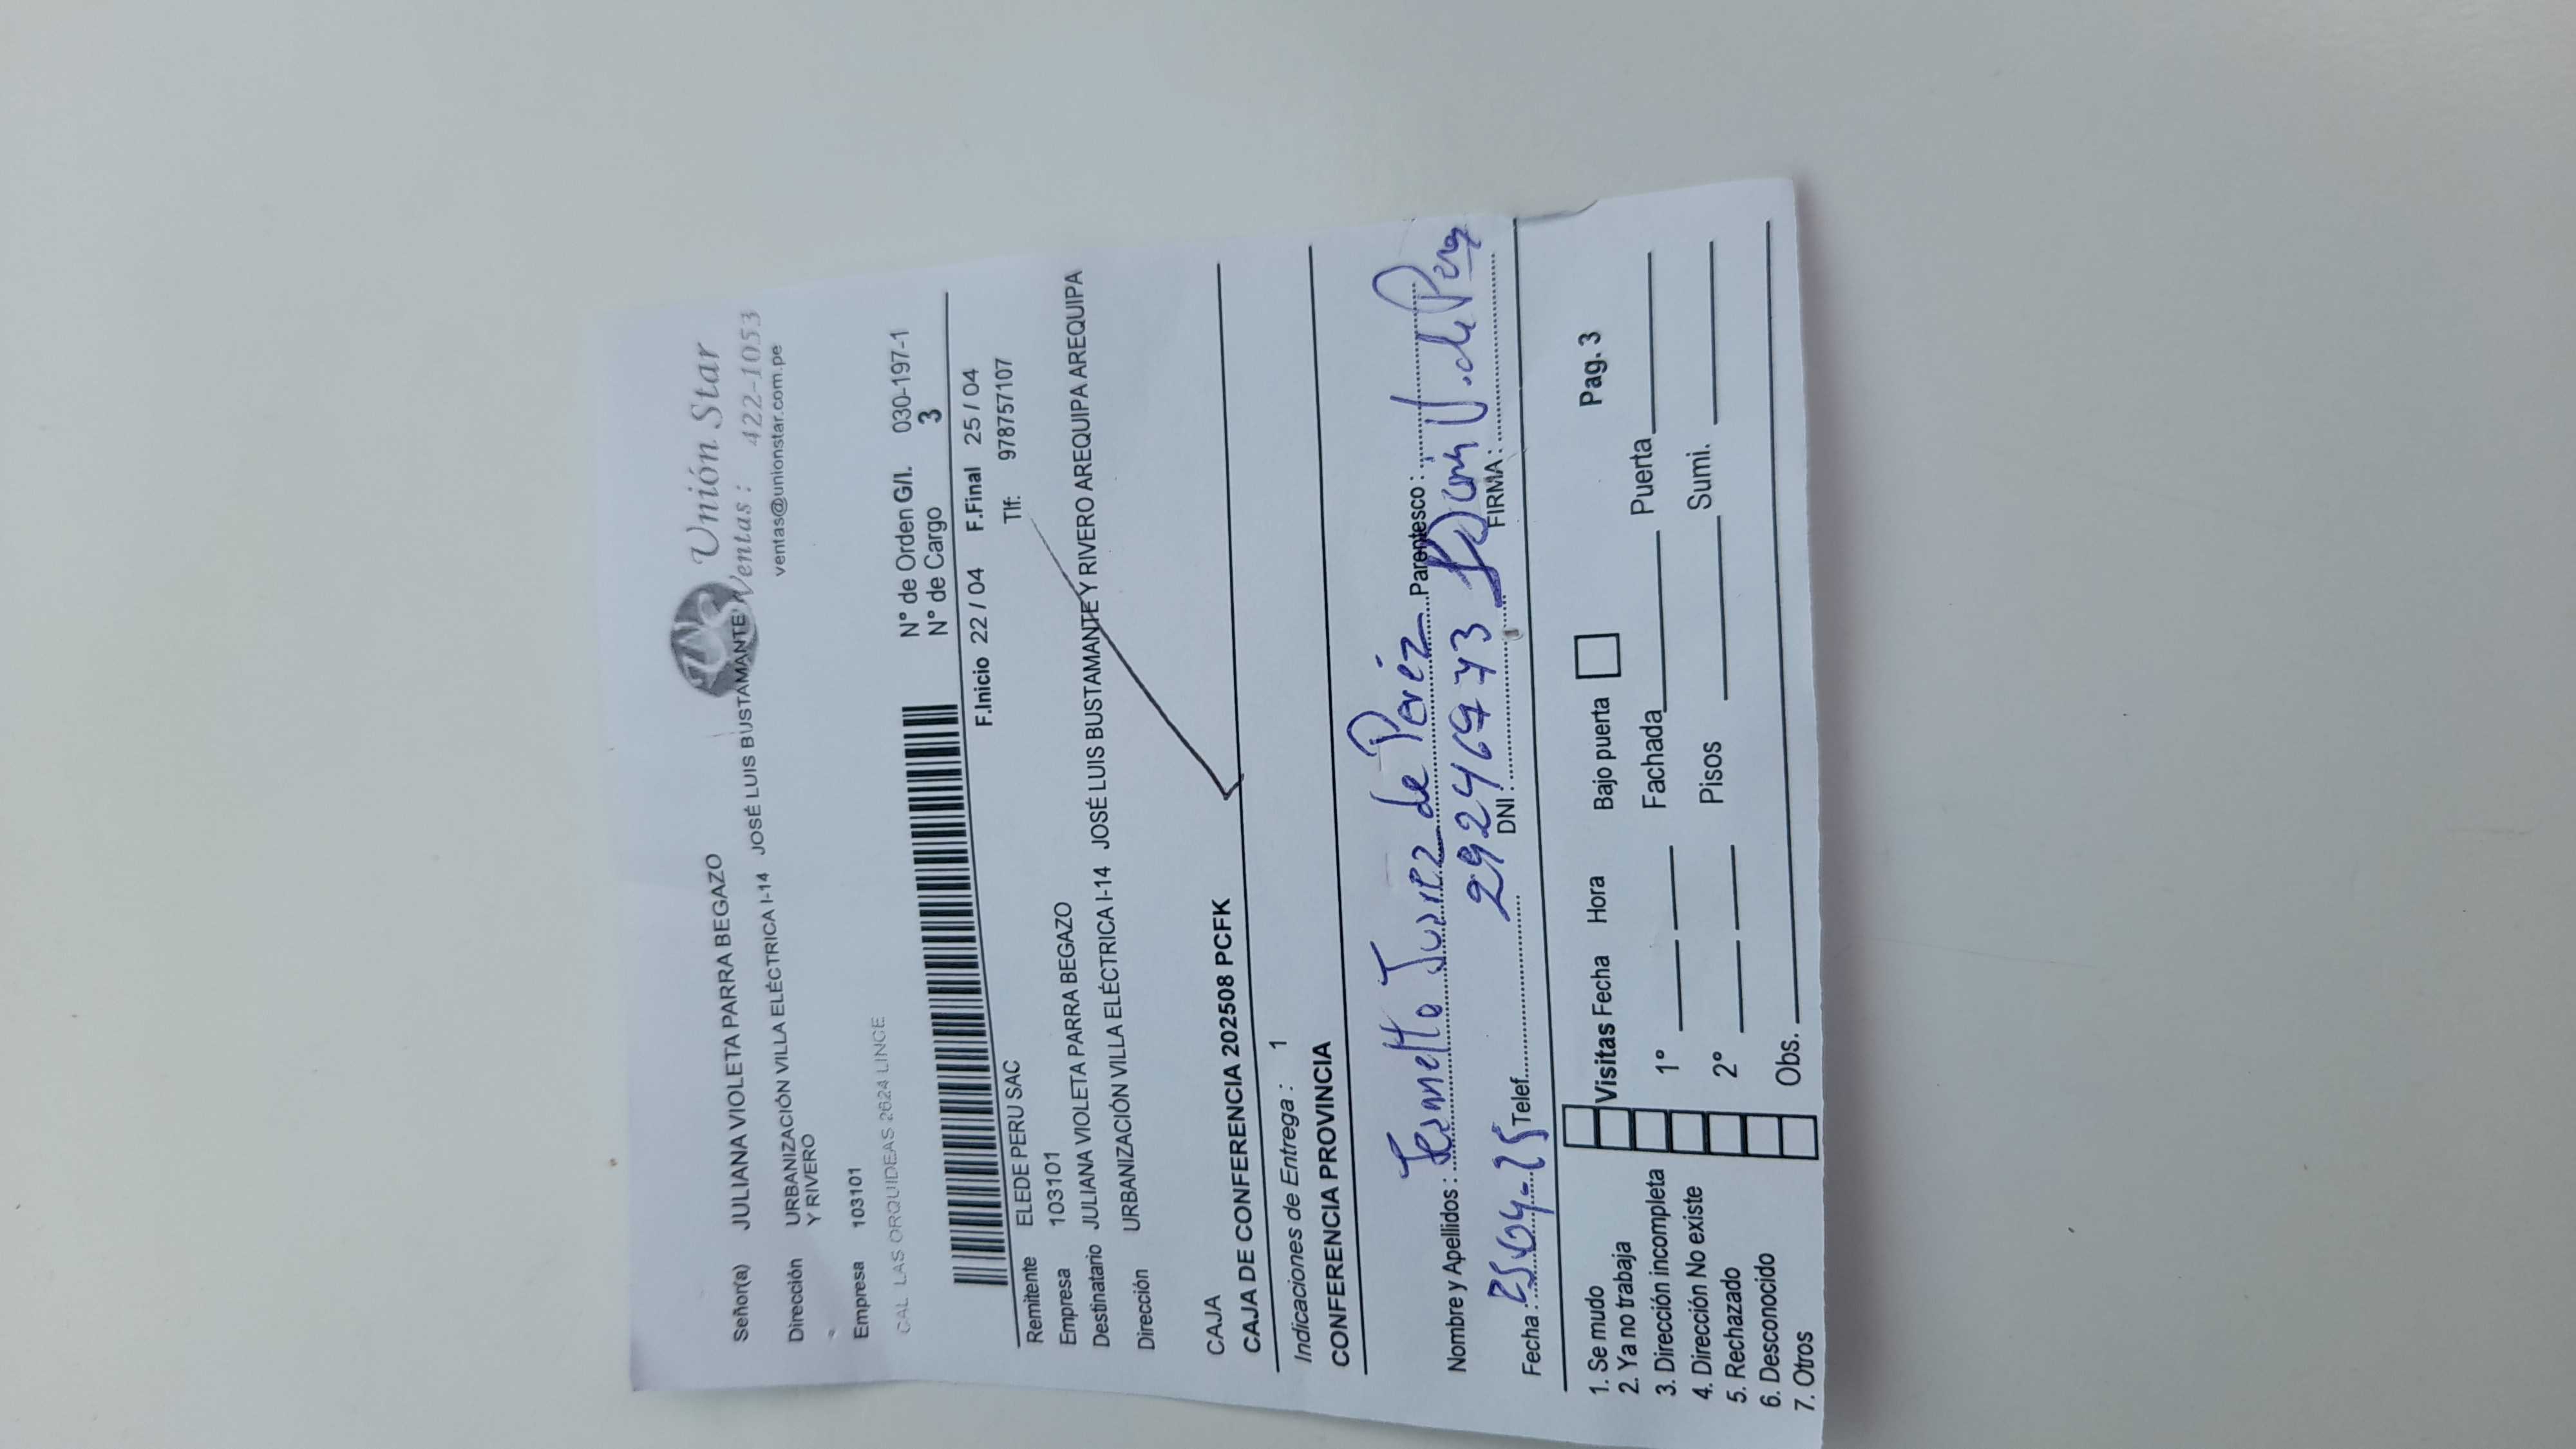 Unión Star
Ventas : 422-1053
ventas@unionstar.com.pe
Señor(a) JULIANA VIOLETA PARRA BEGAZO
Dirección URBANIZACIÓN VILLA ELÉCTRICA I-14 JOSÉ LUIS BUSTAMANTE
Y RIVERO
Empresa 103101
CAL LAS ORQUIDEAS 2624 LINCE
N° de Orden G/I. 030-197-1
N° de Cargo 3
F.Inicio 22 / 04 F.Final 25 / 04
Remitente ELEDE PERU SAC Tlf: 978757107
Empresa 103101
Destinatario JULIANA VIOLETA PARRA BEGAZO
Dirección URBANIZACIÓN VILLA ELÉCTRICA I-14 JOSÉ LUIS BUSTAMANTE Y RIVERO AREQUIPA AREQUIPA
CAJA
CAJA DE CONFERENCIA 202508 PCFK
Indicaciones de Entrega : 1
CONFERENCIA PROVINCIA
Nombre y Apellidos : de Peréz Parentesco :
Fecha : 25-04-25 Telef. DNI : FIRMA :
1. Se mudo
2. Ya no trabaja
3. Dirección incompleta
4. Dirección No existe
5. Rechazado
6. Desconocido
7. Otros
Visitas Fecha Hora Bajo puerta Pag. 3
1° Fachada Puerta
2° Pisos Sumi.
Obs.